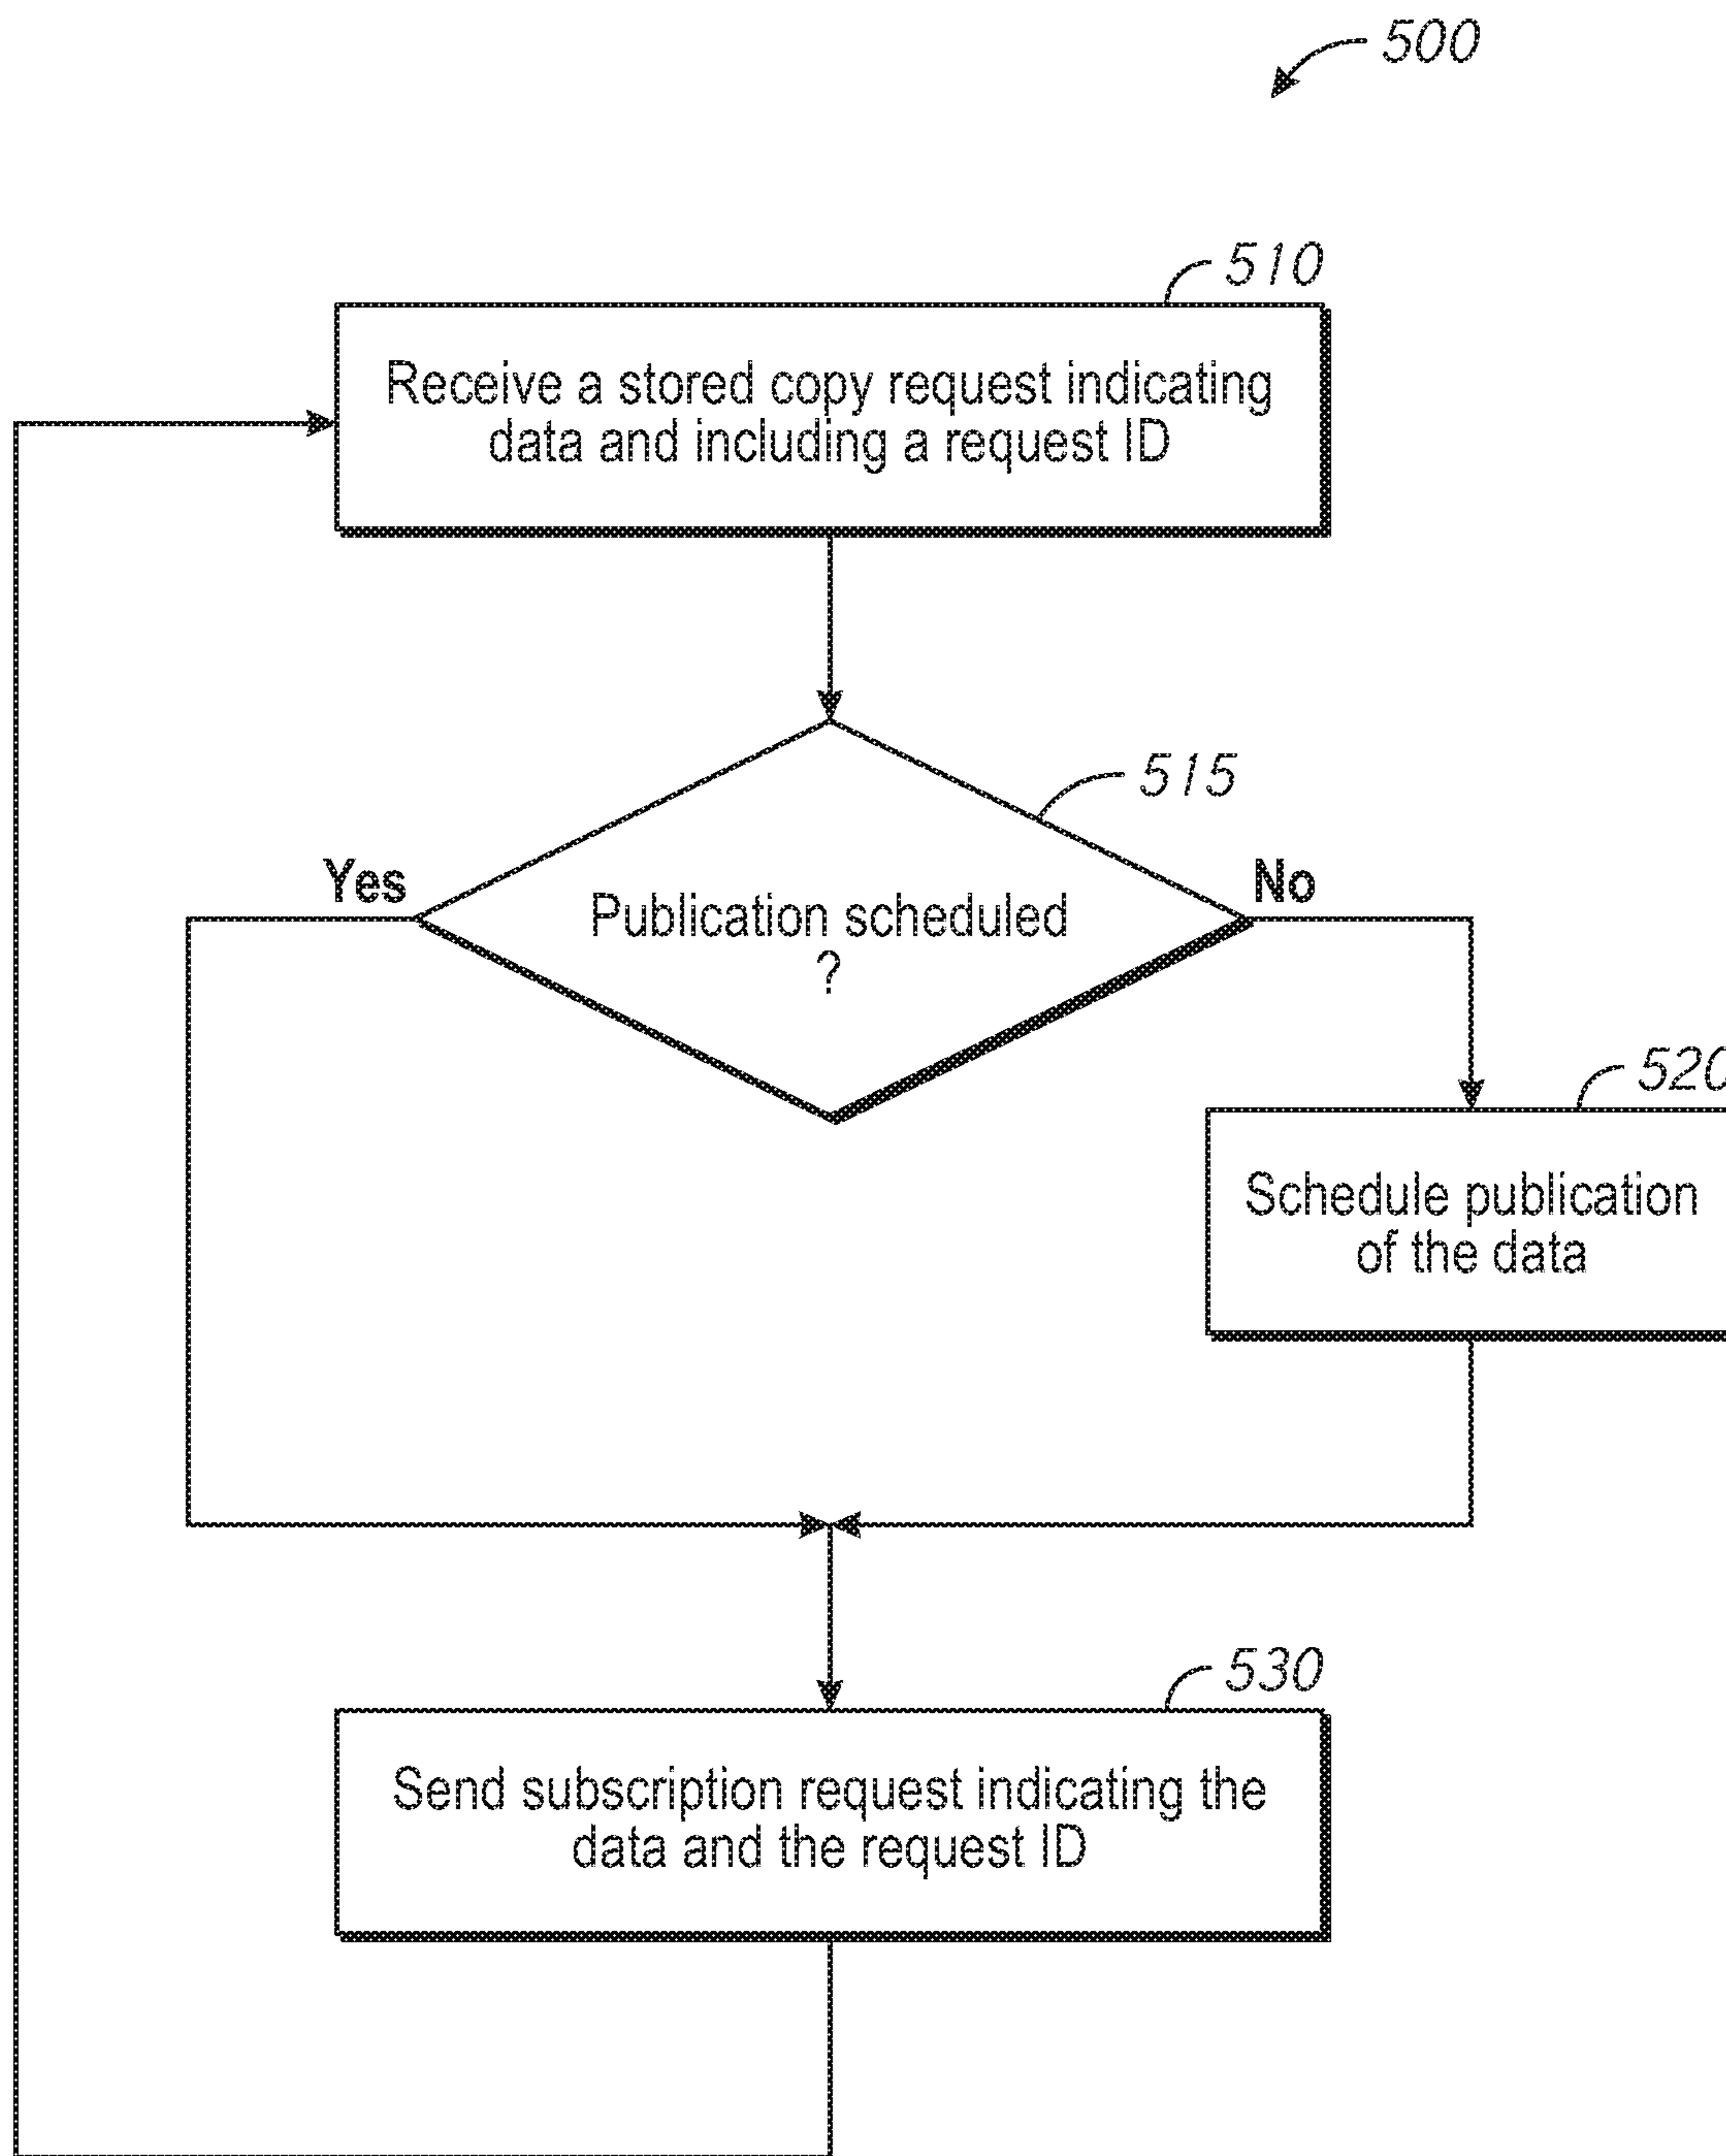 500
510
Receive a stored copy request indicating
data and including a request ID
515
Yes
No
Publication scheduled
?
520
Schedule publication
of the data
530
Send subscription request indicating the
data and the request ID